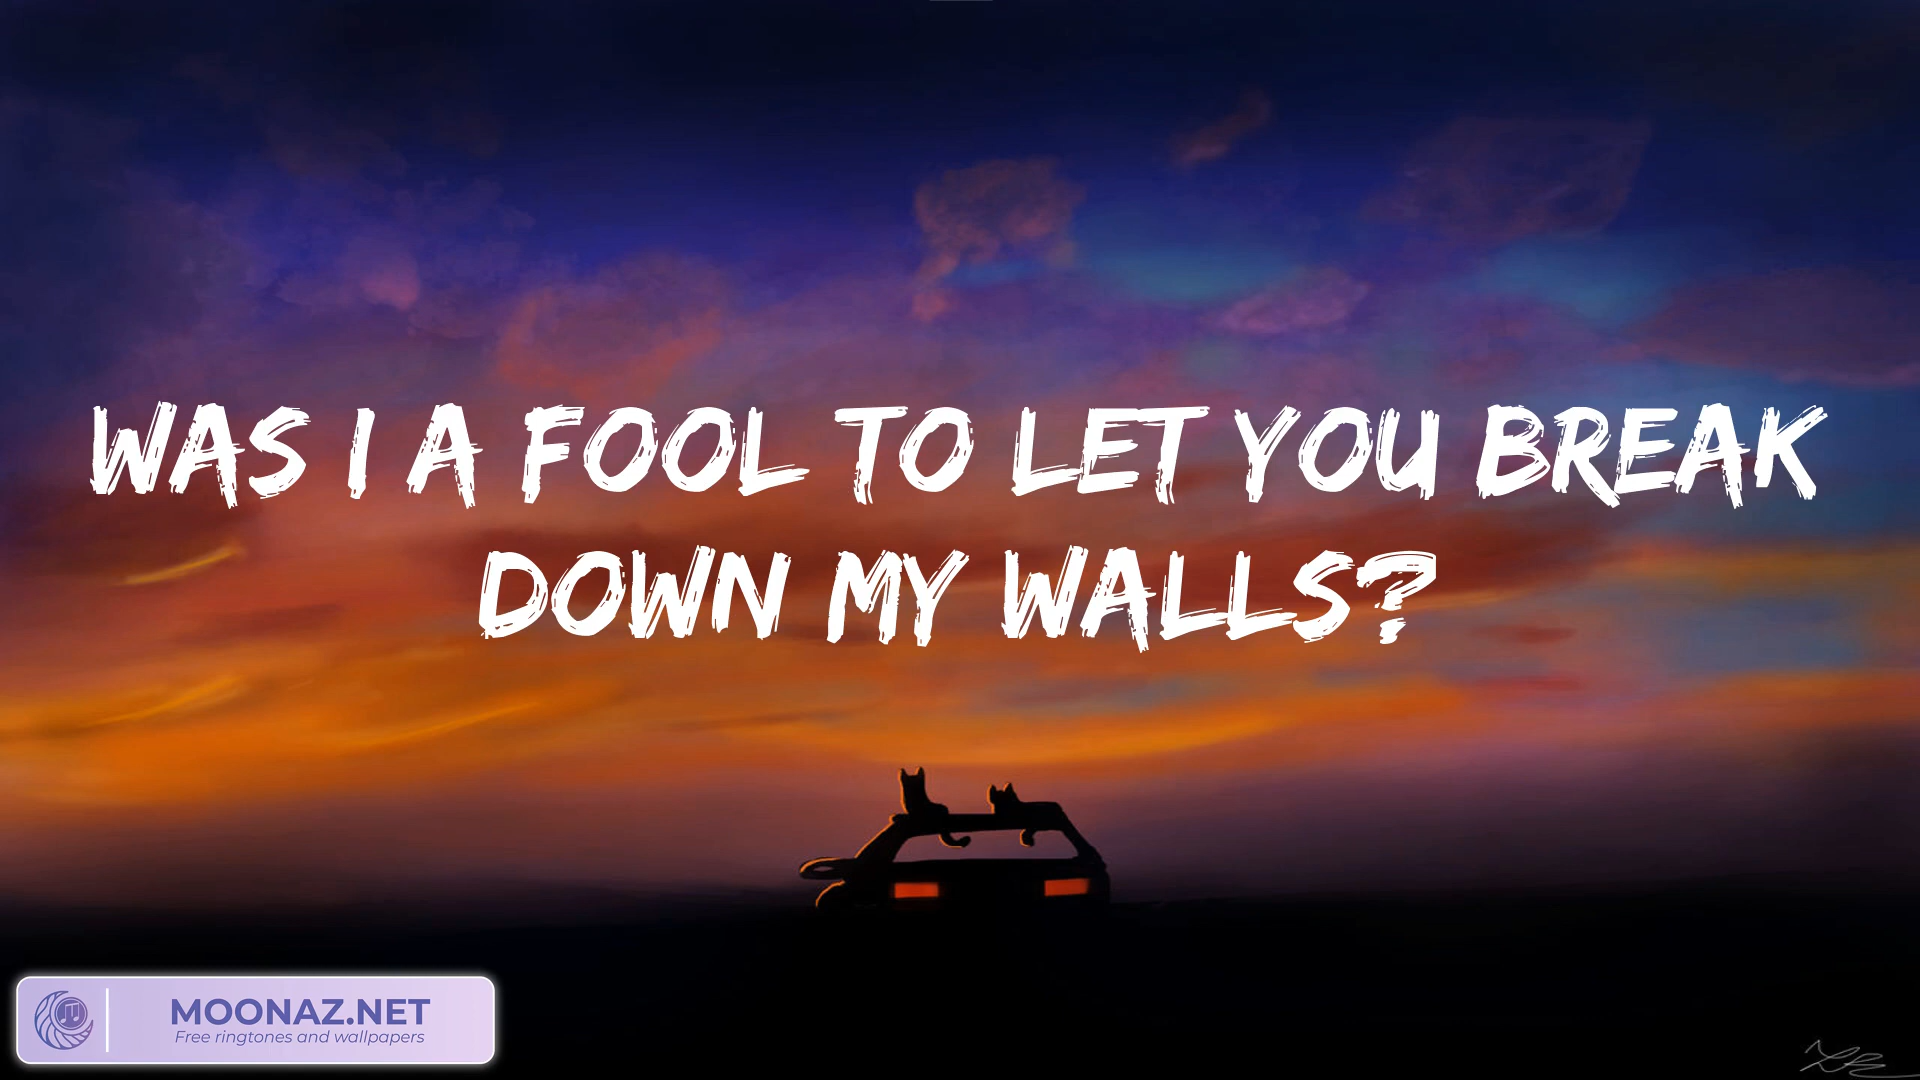 WAS I A FOOL TO LET YOU BREAK
DOWN MY WALLS?
MOONAZ.NET
Free ringtones and wallpapers